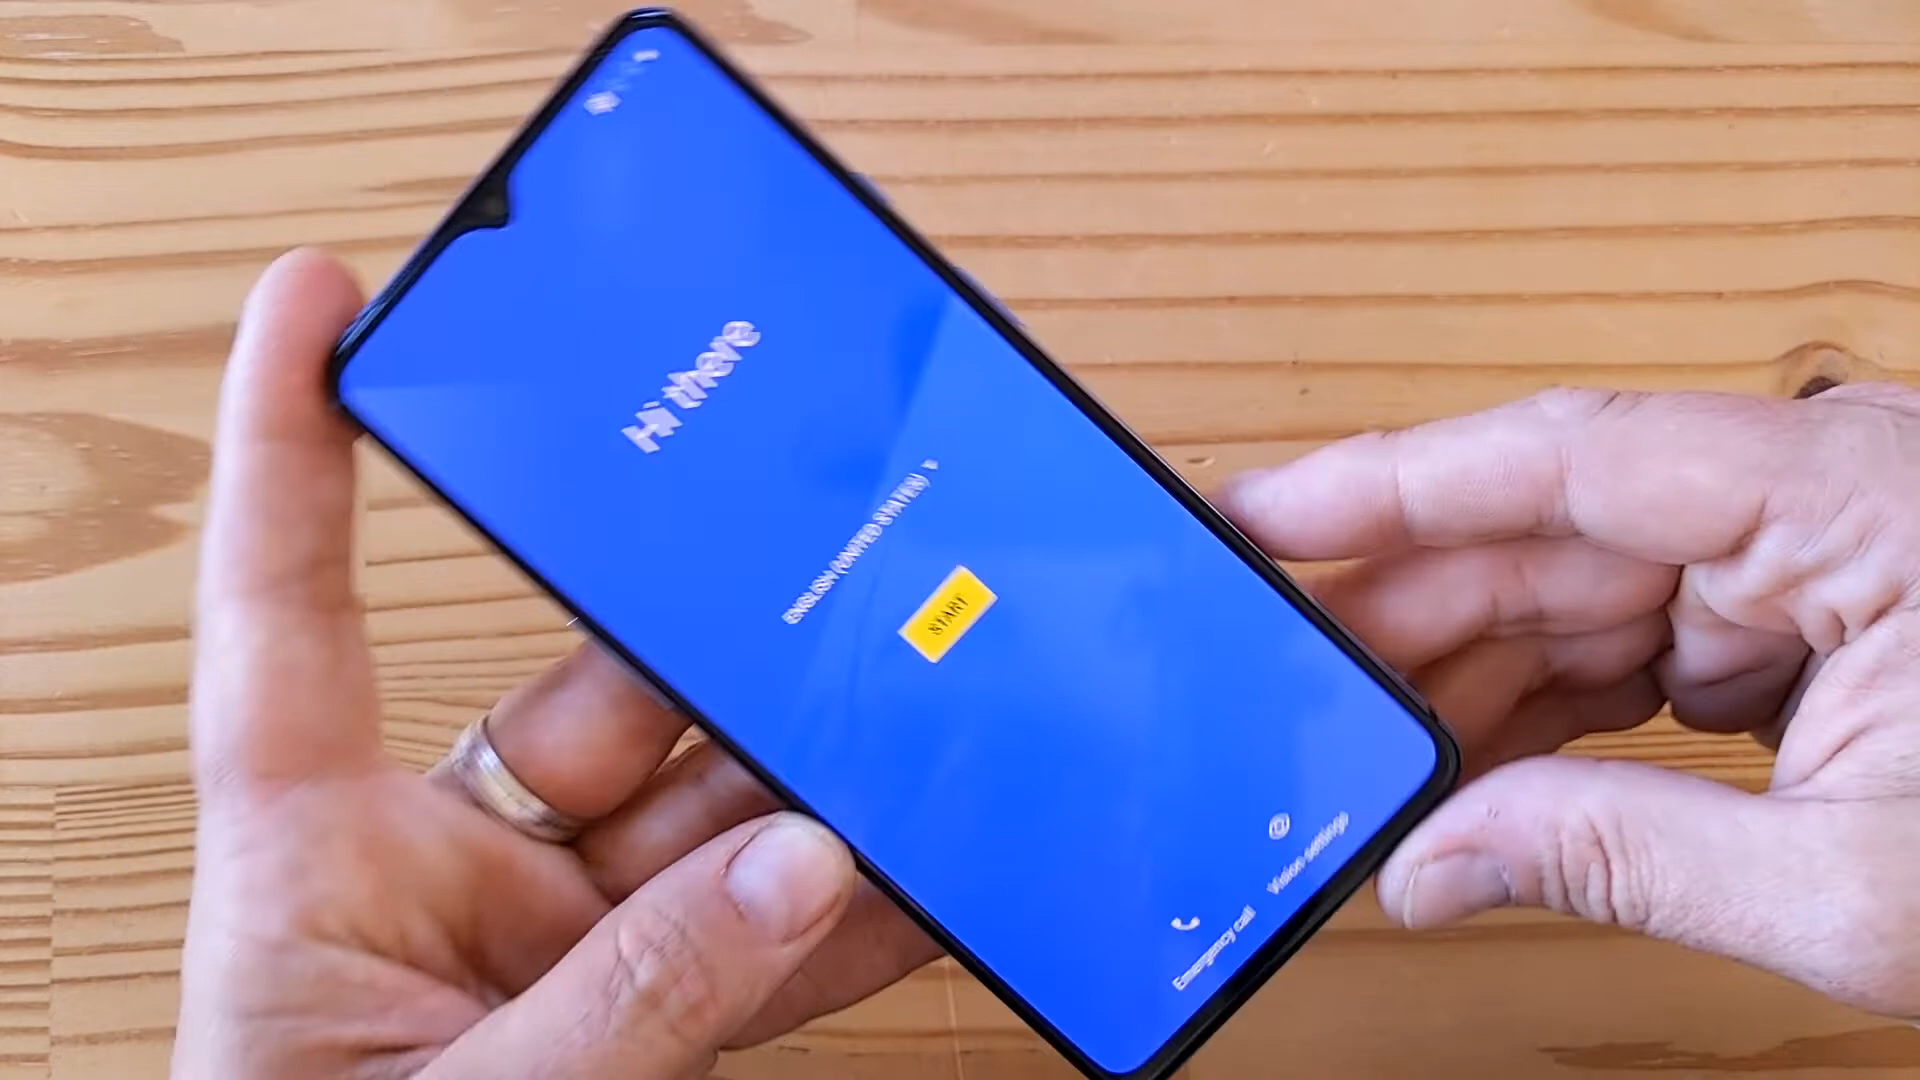 Hi there
ENGLISH (UNITED STATES)
START
Vision settings
Emergency call